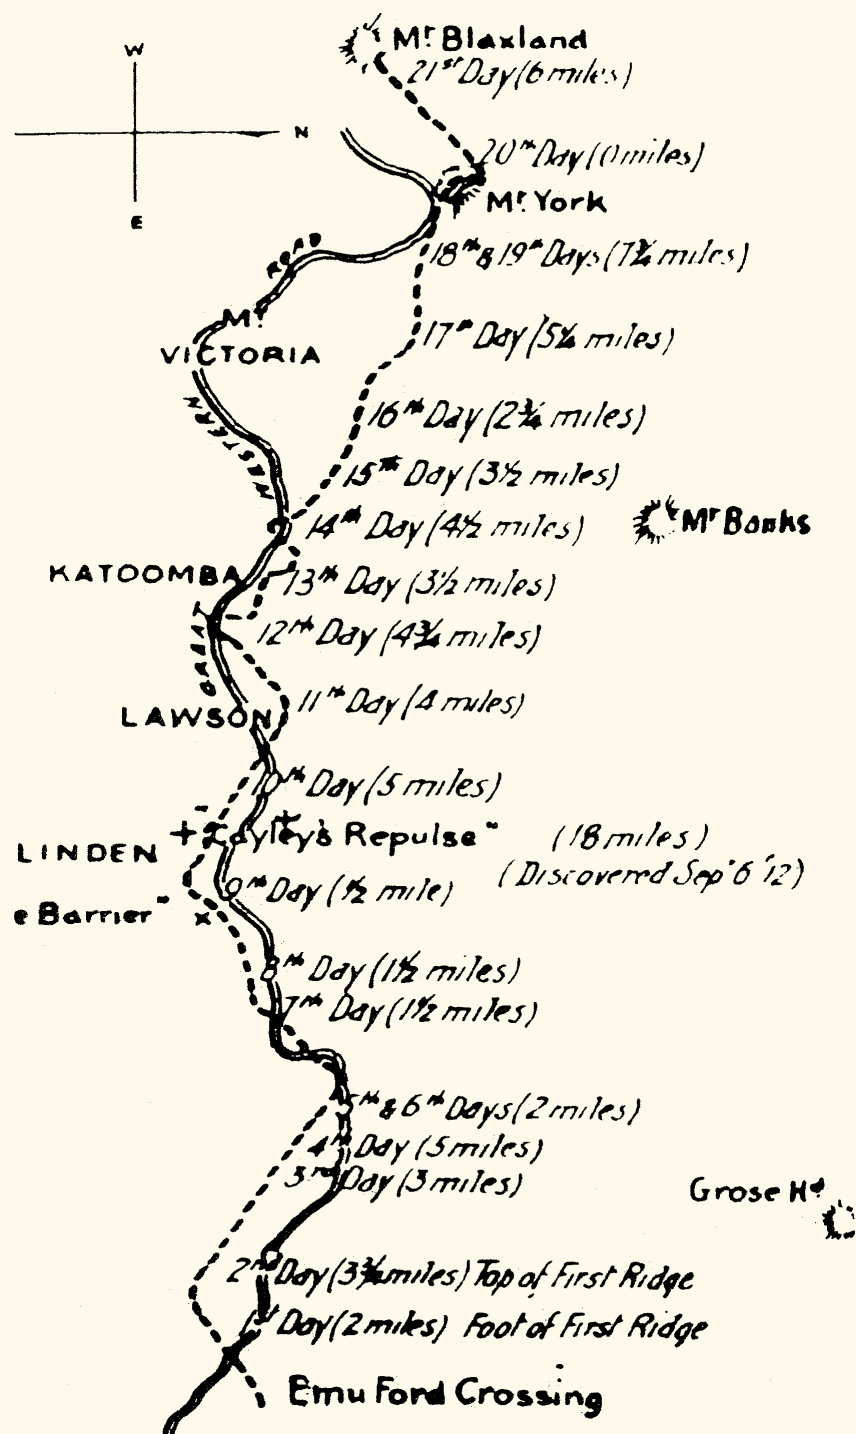 Mt. Blaxland
21st Day (6 miles)
W
N
E
20th Day (0 miles)
Mt. York
18th & 19th Days (7¾ miles)
ROAD
17th Day (5¼ miles)
Mt.
VICTORIA
16th Day (2¾ miles)
WESTERN
15th Day (3½ miles)
14th Day (4½ miles)
Mt Banks
KATOOMBA
13th Day (3½ miles)
12th Day (4¾ miles)
GREAT
11th Day (4 miles)
LAWSON
10th Day (5 miles)
Cayley's Repulse" (18 miles)
LINDEN
(Discovered Sep' 6 '12)
9th Day (½ mile)
e Barrier"
8th Day (1½ miles)
7th Day (1½ miles)
5th & 6th Days (2 miles)
4th Day (5 miles)
3rd Day (3 miles)
Grose Hd
2nd Day (3¾ miles) Top of First Ridge
1st Day (2 miles) Foot of First Ridge
Emu Ford Crossing